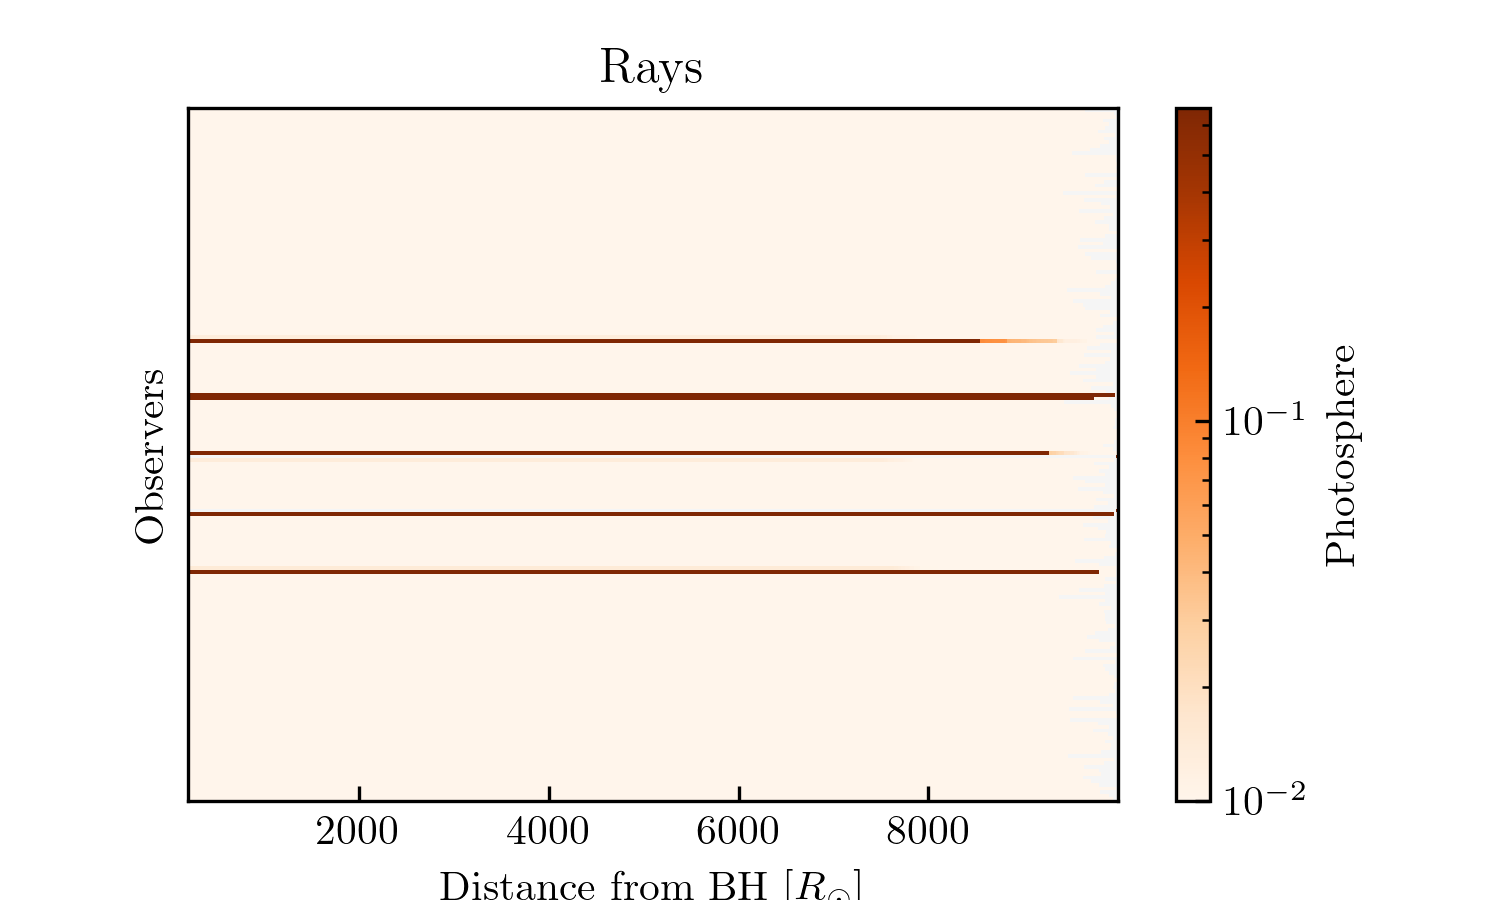 Rays
Observers
2000 4000 6000 8000
Distance from BH [R☉]
10⁻¹
10⁻²
Photosphere